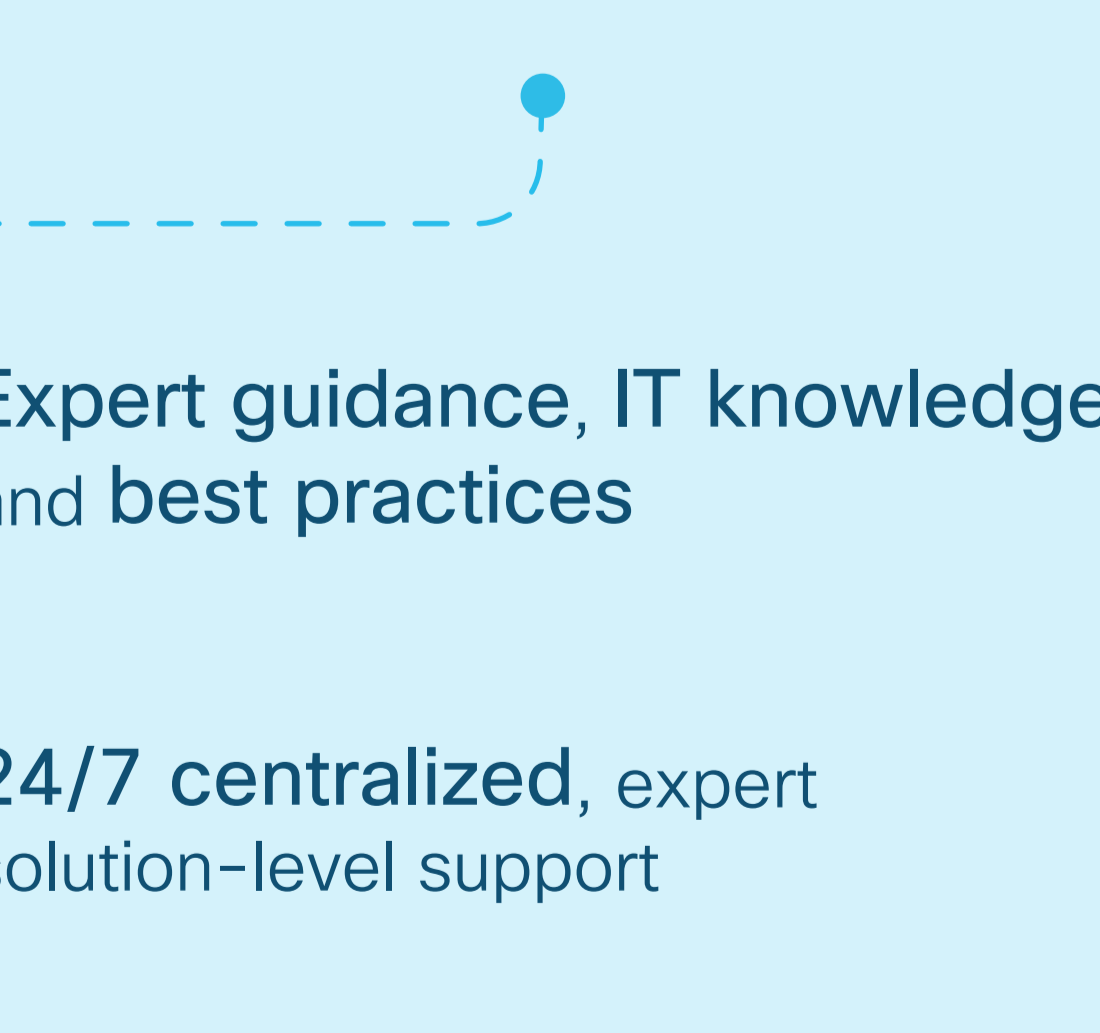 Expert guidance, IT knowledge
and best practices
24/7 centralized, expert
solution-level support